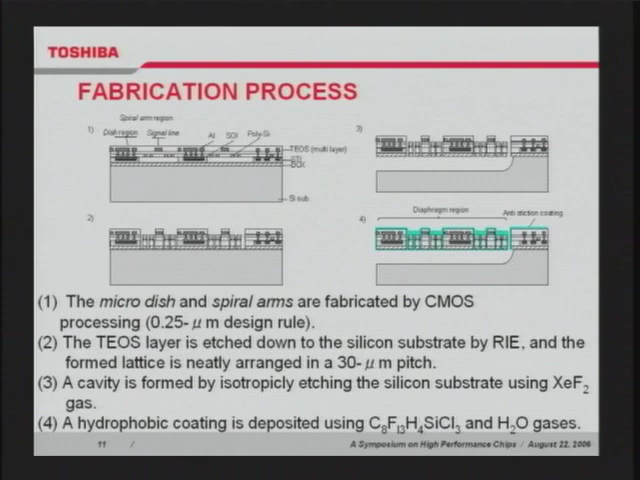 TOSHIBA
FABRICATION PROCESS
Spiral arm region
1) Dish region Signal line Al SOI Poly-Si
TEOS (multi layer)
STI
BOX
Si sub.
2)
3)
4) Diaphragm region Anti stiction coating
(1) The micro dish and spiral arms are fabricated by CMOS
processing (0.25-μm design rule).
(2) The TEOS layer is etched down to the silicon substrate by RIE, and the
formed lattice is neatly arranged in a 30-μm pitch.
(3) A cavity is formed by isotropicly etching the silicon substrate using XeF2
gas.
(4) A hydrophobic coating is deposited using C8F13H4SiCl3 and H2O gases.
11 / A Symposium on High Performance Chips / August 22, 2006